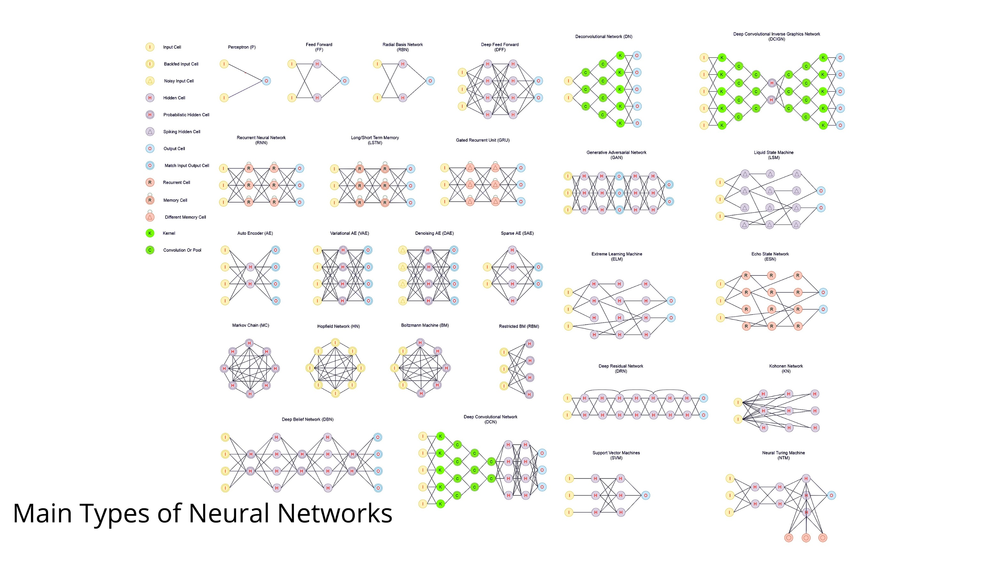 Input Cell
Backfed Input Cell
Noisy Input Cell
Hidden Cell
Probabilistic Hidden Cell
Spiking Hidden Cell
Output Cell
Match Input Output Cell
Recurrent Cell
Memory Cell
Different Memory Cell
Kernel
Convolution Or Pool
Perceptron (P)
Feed Forward
(FF)
Radial Basis Network
(RBN)
Deep Feed Forward
(DFF)
Deconvolutional Network (DN)
Deep Convolutional Inverse Graphics Network
(DCIGN)
Recurrent Neural Network
(RNN)
Long/Short Term Memory
(LSTM)
Gated Recurrent Unit (GRU)
Generative Adversarial Network
(GAN)
Liquid State Machine
(LSM)
Auto Encoder (AE)
Variational AE (VAE)
Denoising AE (DAE)
Sparse AE (SAE)
Extreme Learning Machine
(ELM)
Echo State Network
(ESN)
Markov Chain (MC)
Hopfield Network (HN)
Boltzmann Machine (BM)
Restricted BM (RBM)
Deep Residual Network
(DRN)
Kohonen Network
(KN)
Deep Belief Network (DBN)
Deep Convolutional Network
(DCN)
Support Vector Machines
(SVM)
Neural Turing Machine
(NTM)
Main Types of Neural Networks